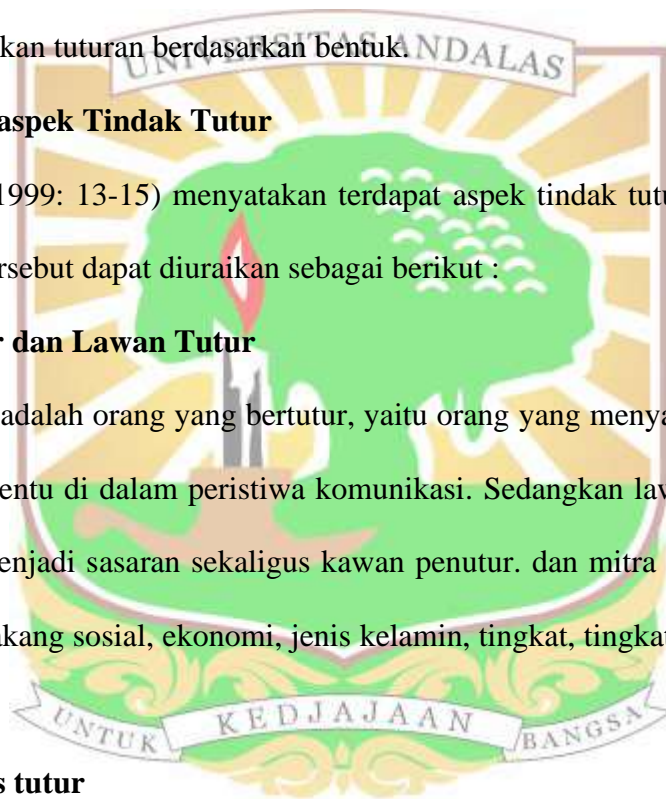 kan tuturan berdasarkan bentuk.
UNIVERSITAS ANDALAS
aspek Tindak Tutur
1999: 13-15) menyatakan terdapat aspek tindak tutu
rsebut dapat diuraikan sebagai berikut :
r dan Lawan Tutur
adalah orang yang bertutur, yaitu orang yang menya
entu di dalam peristiwa komunikasi. Sedangkan lav
enjadi sasaran sekaligus kawan penutur. dan mitra
akang sosial, ekonomi, jenis kelamin, tingkat, tingkat
UNTUK KEDJAJAAN BANGSA
s tutur